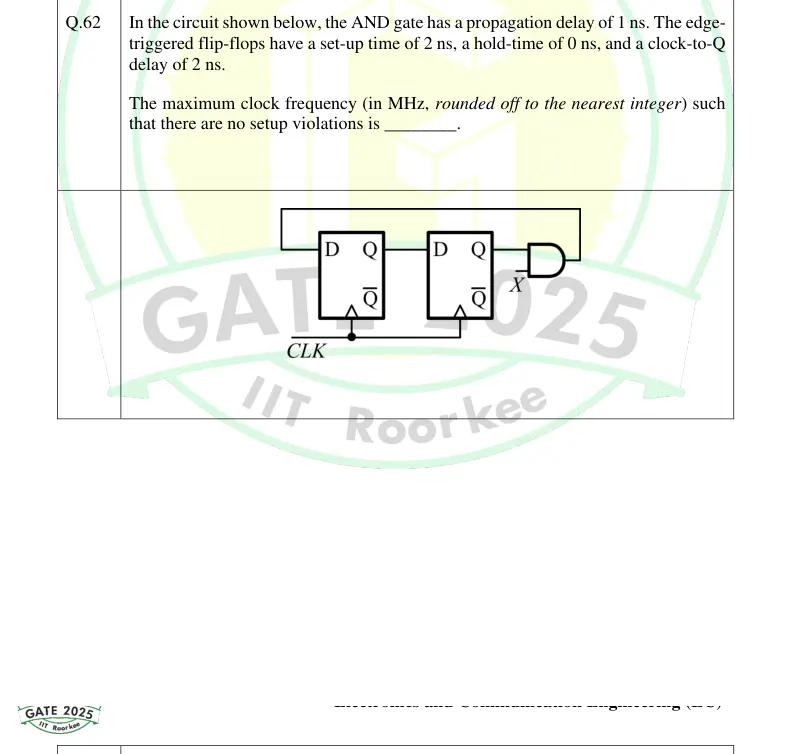 Q.62
In the circuit shown below, the AND gate has a propagation delay of 1 ns. The edge-
triggered flip-flops have a set-up time of 2 ns, a hold-time of 0 ns, and a clock-to-Q
delay of 2 ns.
The maximum clock frequency (in MHz, rounded off to the nearest integer) such
that there are no setup violations is ________.
D Q D Q
X
Q̅ Q̅
CLK
GATE 2025
IIT Roorkee
GATE 2025
IIT Roorkee